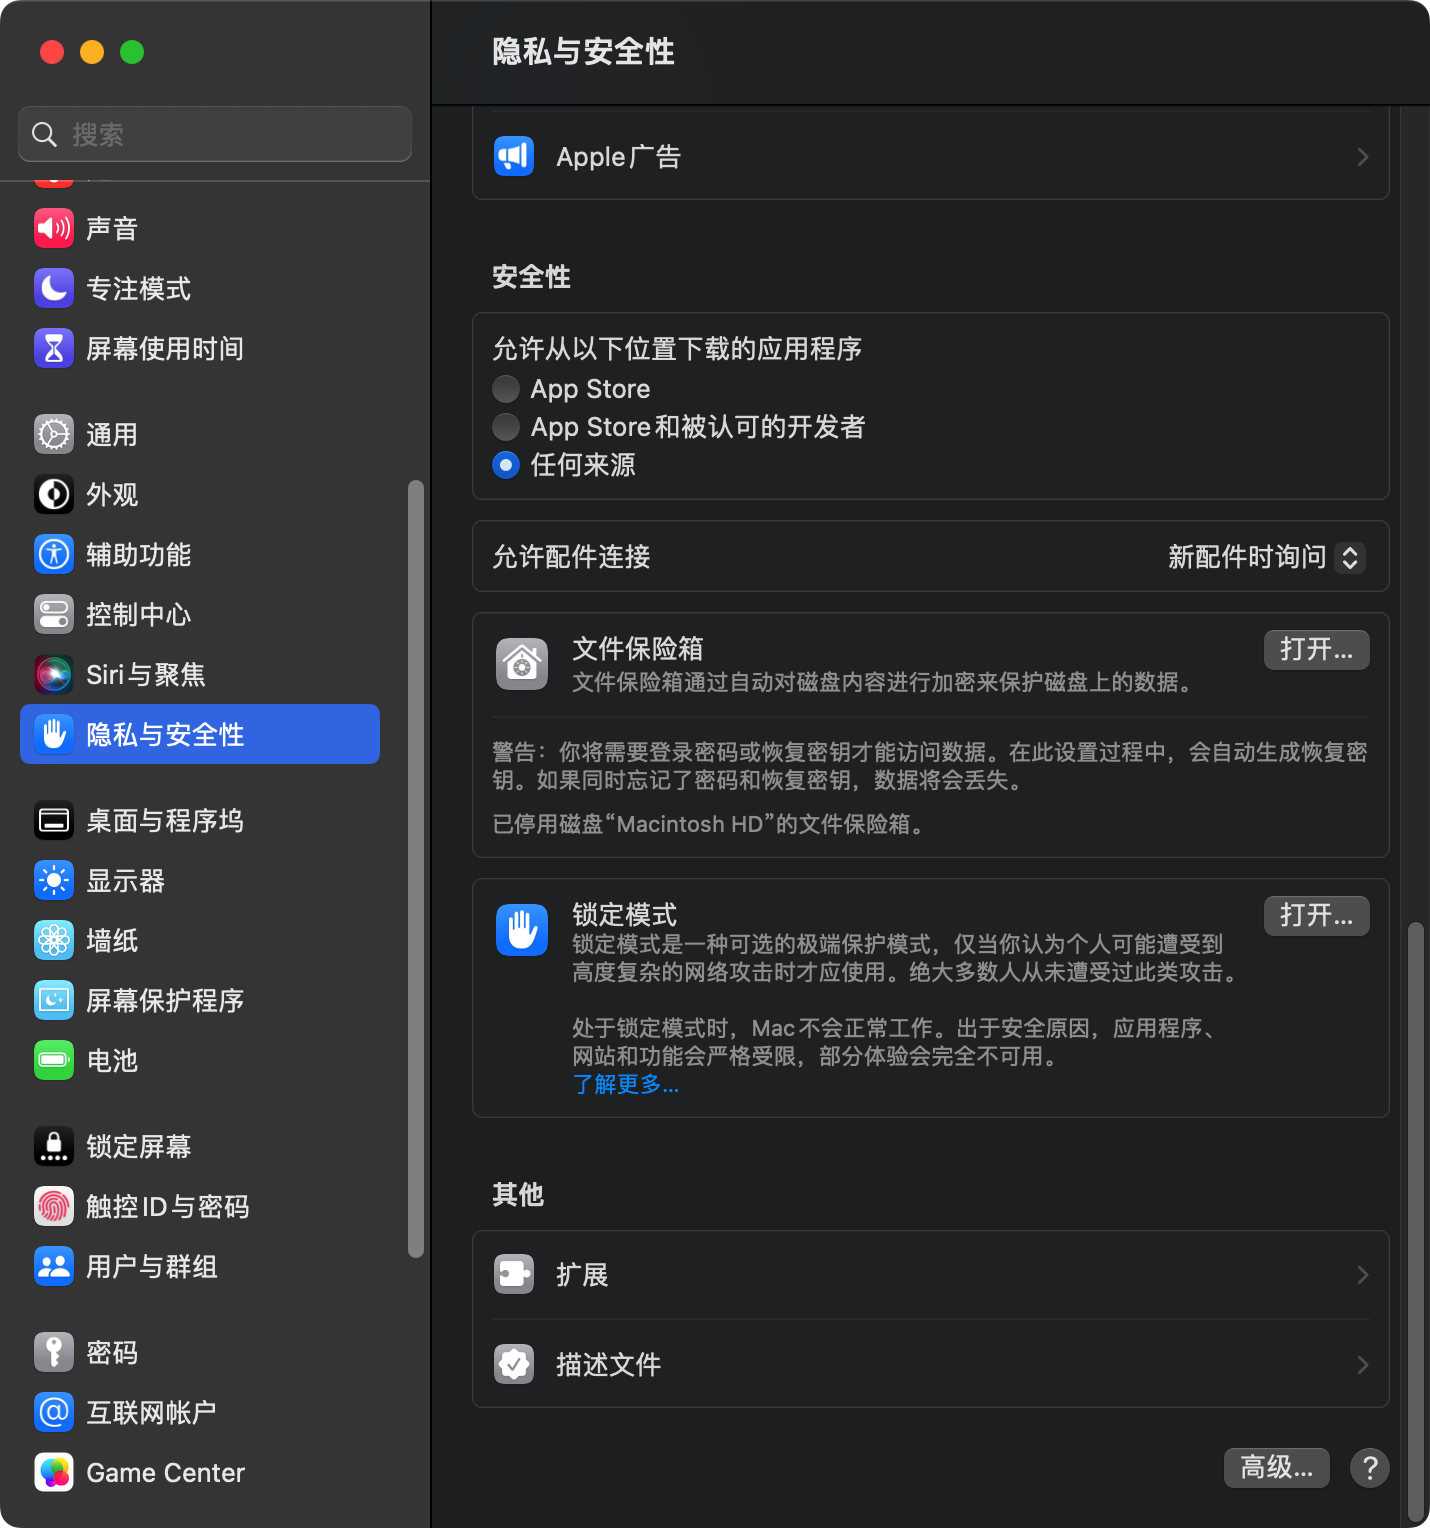 隐私与安全性
搜索
声音
专注模式
屏幕使用时间
通用
外观
辅助功能
控制中心
Siri与聚焦
隐私与安全性
桌面与程序坞
显示器
墙纸
屏幕保护程序
电池
锁定屏幕
触控ID与密码
用户与群组
密码
互联网帐户
Game Center
Apple广告
安全性
允许从以下位置下载的应用程序
App Store
App Store和被认可的开发者
任何来源
允许配件连接
新配件时询问
文件保险箱
打开...
文件保险箱通过自动对磁盘内容进行加密来保护磁盘上的数据。
警告：你将需要登录密码或恢复密钥才能访问数据。在此设置过程中，会自动生成恢复密
钥。如果同时忘记了密码和恢复密钥，数据将会丢失。
已停用磁盘“Macintosh HD”的文件保险箱。
锁定模式
打开...
锁定模式是一种可选的极端保护模式，仅当你认为个人可能遭受到
高度复杂的网络攻击时才应使用。绝大多数人从未遭受过此类攻击。
处于锁定模式时，Mac不会正常工作。出于安全原因，应用程序、
网站和功能会严格受限，部分体验会完全不可用。
了解更多...
其他
扩展
描述文件
高级...
?